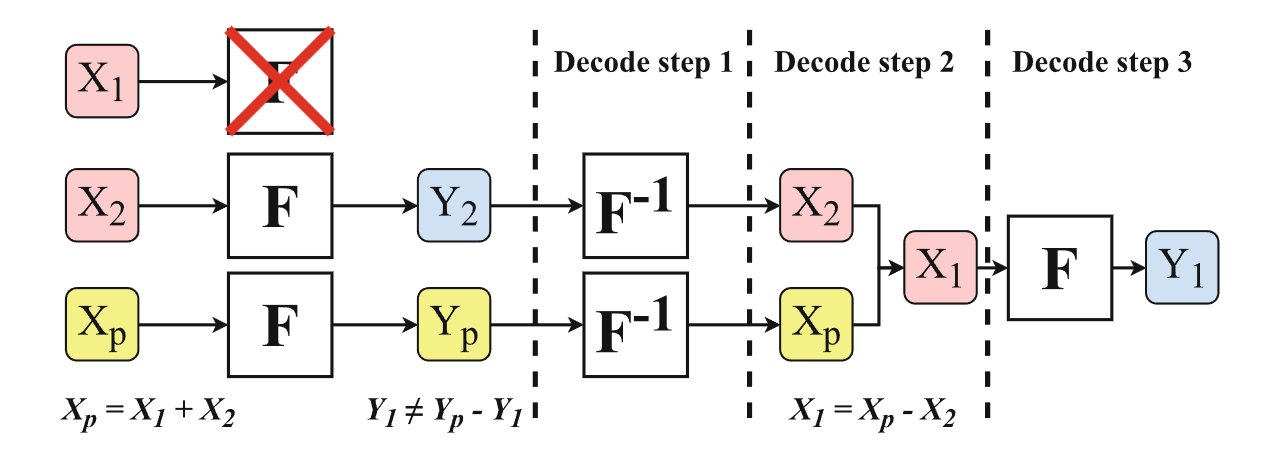 Decode step 1 Decode step 2 Decode step 3
X₁ F
X₂ F Y₂ F⁻¹ X₂
X₁ F Y₁
Xₚ F Yₚ F⁻¹ Xₚ
Xₚ = X₁ + X₂ Y₁ ≠ Yₚ - Y₁ X₁ = Xₚ - X₂